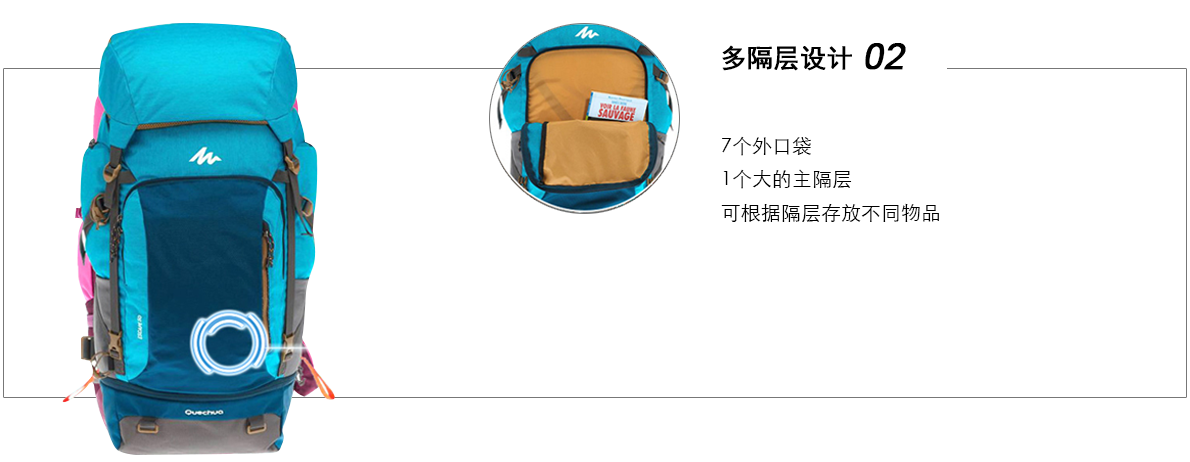 多隔层设计 02
7个外口袋
1个大的主隔层
可根据隔层存放不同物品
VOIR LA FAUNE
SAUVAGE
Quechua